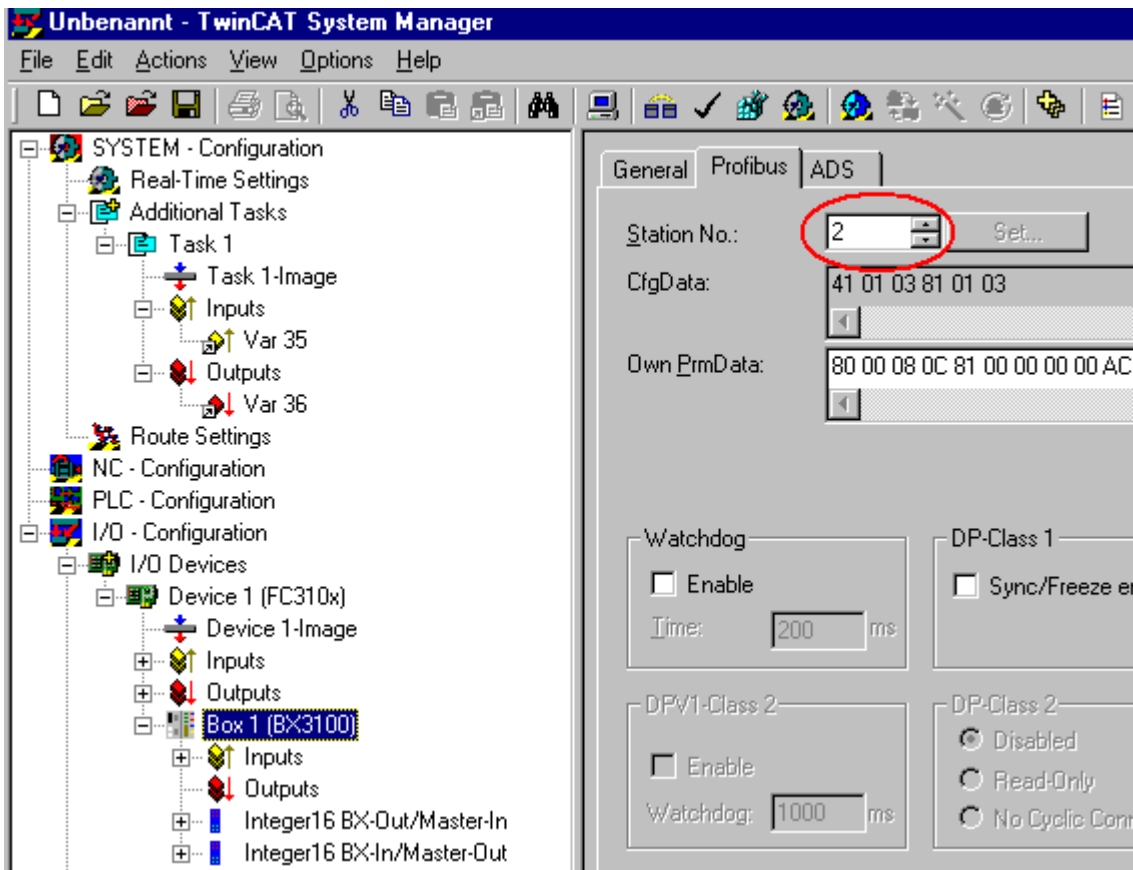 Unbenannt - TwinCAT System Manager
File Edit Actions View Options Help
SYSTEM - Configuration
Real-Time Settings
Additional Tasks
Task 1
Task 1-Image
Inputs
Var 35
Outputs
Var 36
Route Settings
NC - Configuration
PLC - Configuration
I/O - Configuration
I/O Devices
Device 1 (FC310x)
Device 1-Image
Inputs
Outputs
Box 1 (BX3100)
Inputs
Outputs
Integer16 BX-Out/Master-In
Integer16 BX-In/Master-Out
General Profibus ADS
Station No.: 2 Set...
CfgData: 41 01 03 81 01 03
Own PrmData: 80 00 08 0C 81 00 00 00 00 AC
Watchdog
Enable
Time: 200 ms
DP-Class 1
Sync/Freeze
DPV1-Class 2
Enable
Watchdog: 1000 ms
DP-Class 2
Disabled
Read-Only
No Cyclic